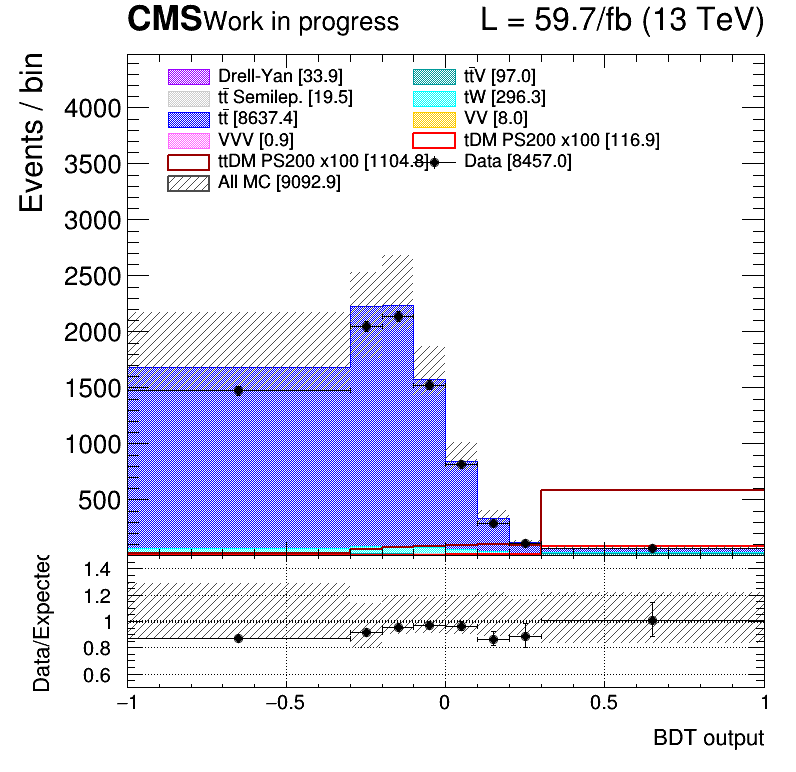 CMS Work in progress L = 59.7/fb (13 TeV)
Events / bin
Drell-Yan [33.9] tt̄V [97.0]
tt̄ Semilep. [19.5] tW [296.3]
tt̄ [8637.4] VV [8.0]
VVV [0.9] tDM PS200 x100 [116.9]
ttDM PS200 x100 [1104.8] Data [8457.0]
All MC [9092.9]
4000
3500
3000
2500
2000
1500
1000
500
Data/Expected
1.4
1.2
1
0.8
0.6
−1 −0.5 0 0.5 1
BDT output